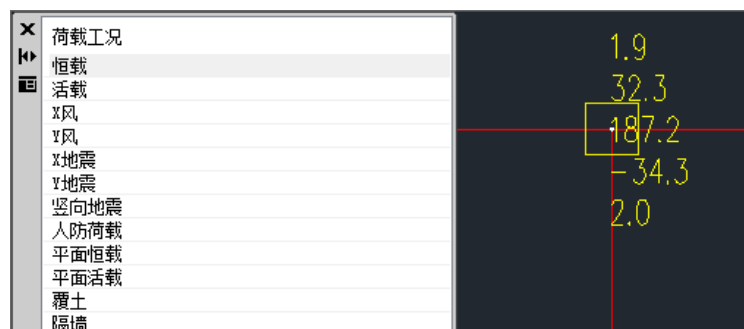 荷载工况
恒载
活载
X风
Y风
X地震
Y地震
竖向地震
人防荷载
平面恒载
平面活载
覆土
隔墙
1.9
32.3
187.2
-34.3
2.0